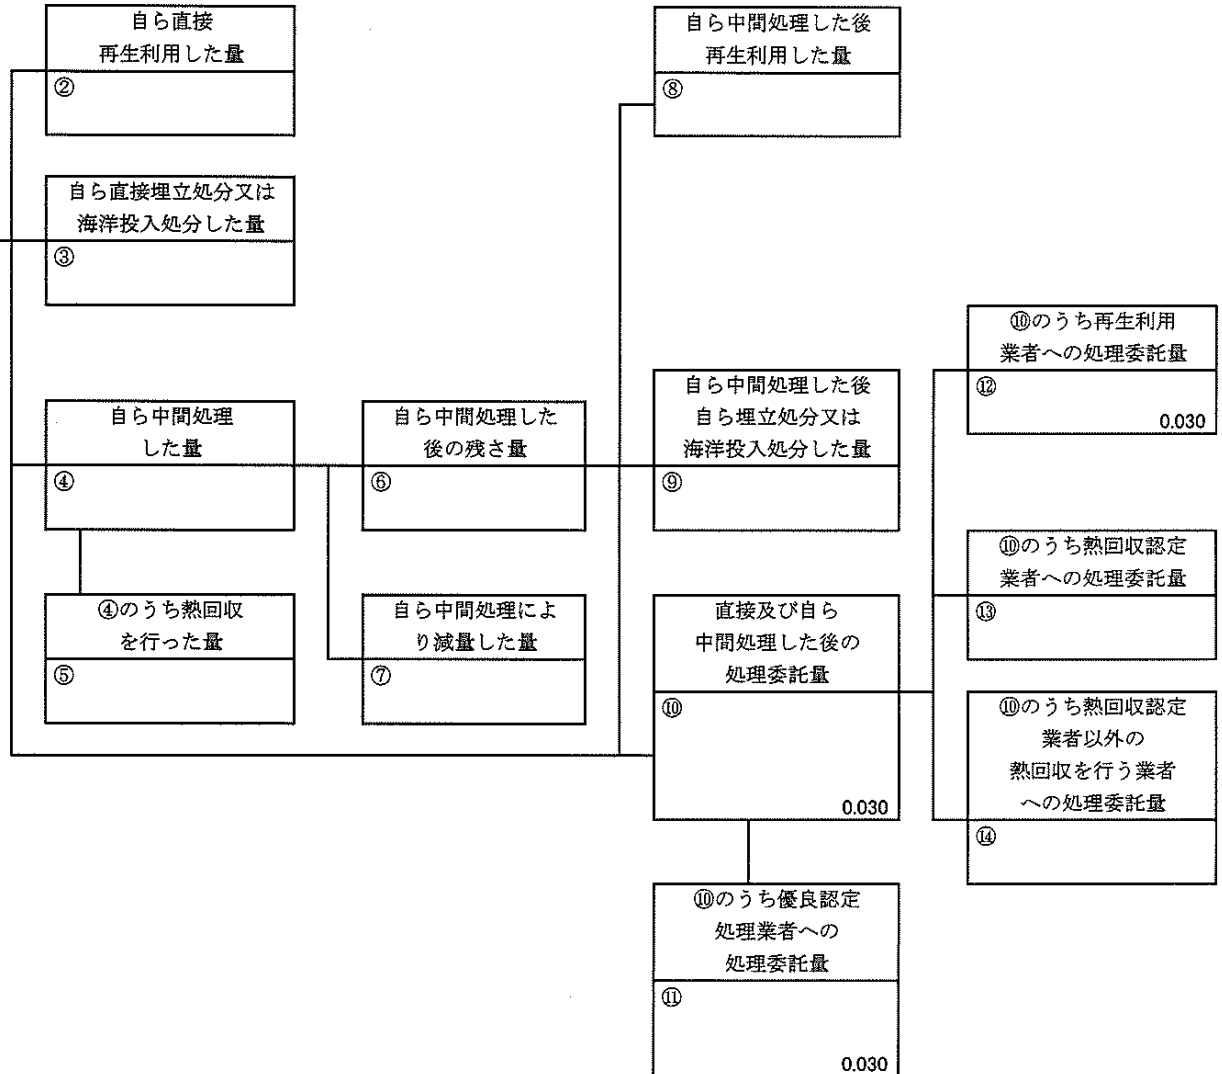 自ら直接
再生利用した量
②
自ら直接埋立処分又は
海洋投入処分した量
③
自ら中間処理
した量
④
④のうち熱回収
を行った量
⑤
自ら中間処理した
後の残さ量
⑥
自ら中間処理によ
り減量した量
⑦
自ら中間処理した後
再生利用した量
⑧
自ら中間処理した後
自ら埋立処分又は
海洋投入処分した量
⑨
直接及び自ら
中間処理した後の
処理委託量
⑩
0.030
⑩のうち優良認定
処理業者への
処理委託量
⑪
0.030
⑩のうち再生利用
業者への処理委託量
⑫
0.030
⑩のうち熱回収認定
業者への処理委託量
⑬
⑩のうち熱回収認定
業者以外の
熱回収を行う業者
への処理委託量
⑭